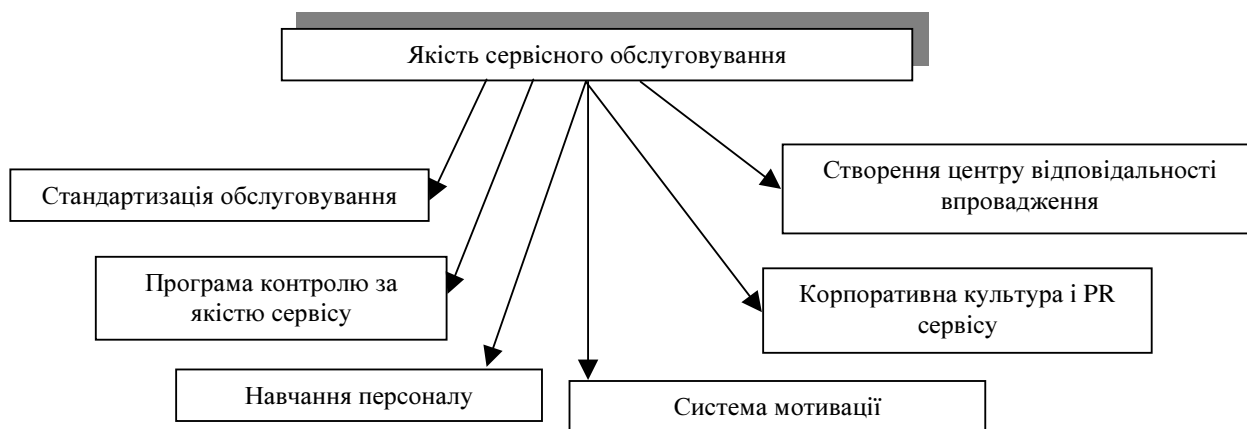 Якість сервісного обслуговування
Стандартизація обслуговування
Створення центру відповідальності
впровадження
Програма контролю за
якістю сервісу
Корпоративна культура і PR
сервісу
Навчання персоналу
Система мотивації